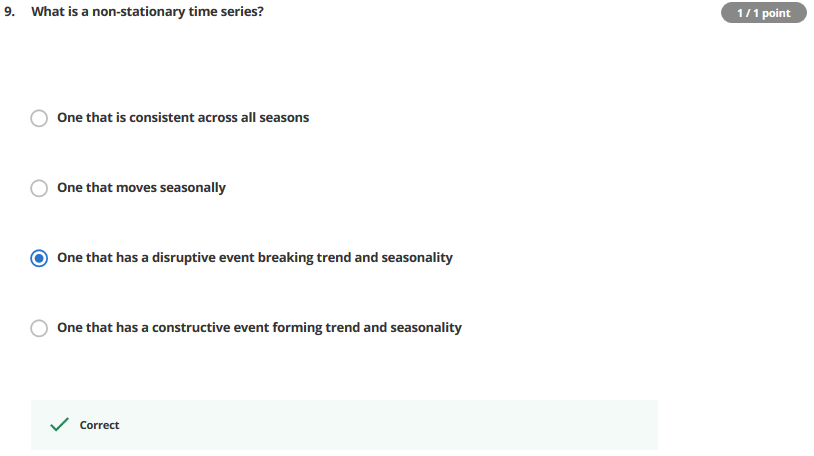 9. What is a non-stationary time series?
1 / 1 point
One that is consistent across all seasons
One that moves seasonally
One that has a disruptive event breaking trend and seasonality
One that has a constructive event forming trend and seasonality
Correct